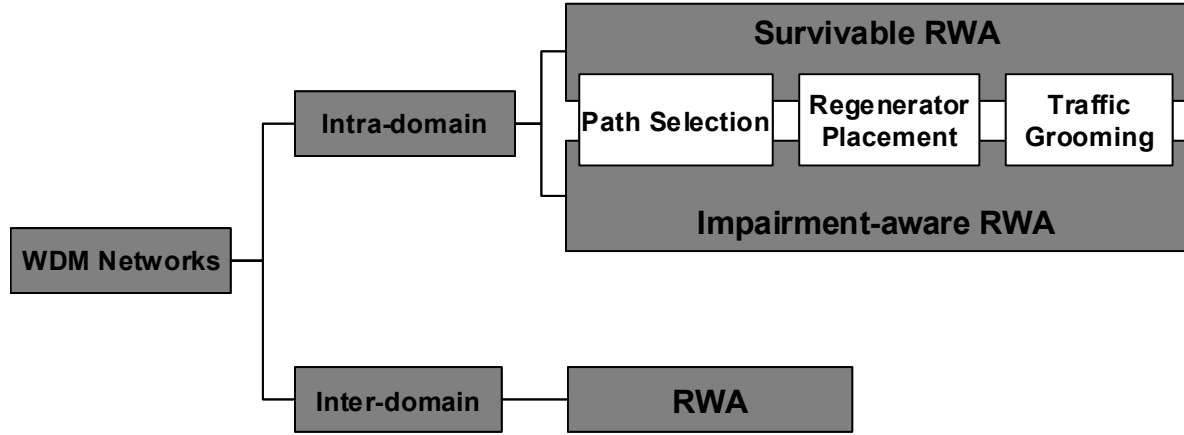 Survivable RWA
Path Selection
Regenerator
Placement
Traffic
Grooming
Intra-domain
Impairment-aware RWA
WDM Networks
Inter-domain
RWA